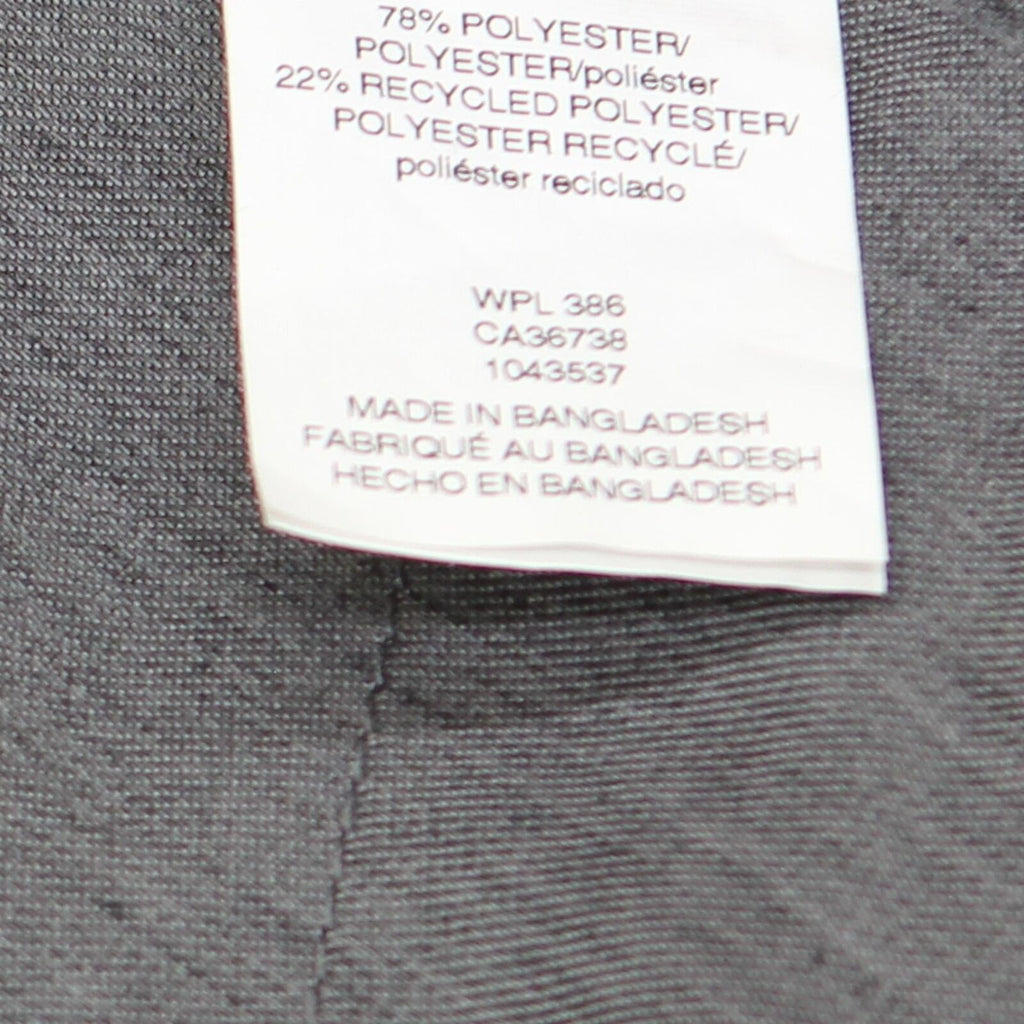 78% POLYESTER/
POLYESTER/poliéster
22% RECYCLED POLYESTER/
POLYESTER RECYCLÉ/
poliéster reciclado
WPL 386
CA36738
1043537
MADE IN BANGLADESH
FABRIQUÉ AU BANGLADESH
HECHO EN BANGLADESH